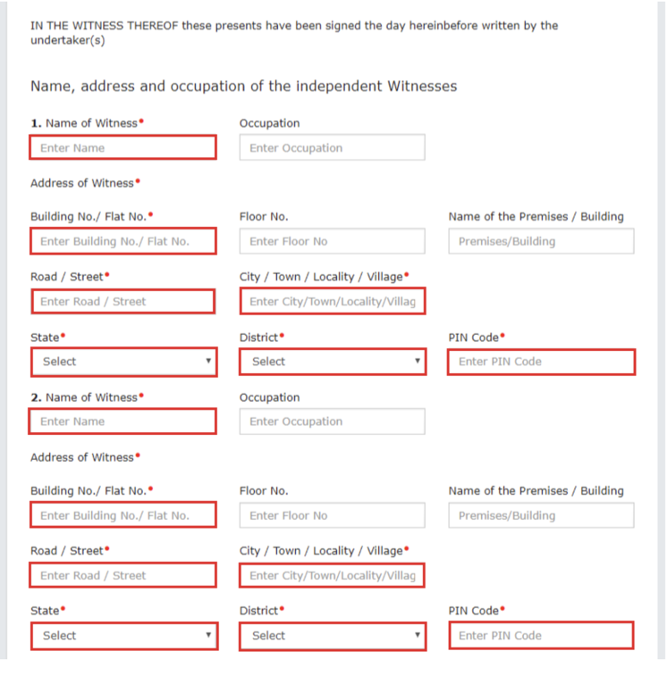 IN THE WITNESS THEREOF these presents have been signed the day hereinbefore written by the
undertaker(s)
Name, address and occupation of the independent Witnesses
1. Name of Witness• Occupation
Enter Name Enter Occupation
Address of Witness•
Building No./ Flat No.• Floor No. Name of the Premises / Building
Enter Building No./ Flat No. Enter Floor No Premises/Building
Road / Street• City / Town / Locality / Village•
Enter Road / Street Enter City/Town/Locality/Villag
State• District• PIN Code•
Select Select Enter PIN Code
2. Name of Witness• Occupation
Enter Name Enter Occupation
Address of Witness•
Building No./ Flat No.• Floor No. Name of the Premises / Building
Enter Building No./ Flat No. Enter Floor No Premises/Building
Road / Street• City / Town / Locality / Village•
Enter Road / Street Enter City/Town/Locality/Villag
State• District• PIN Code•
Select Select Enter PIN Code